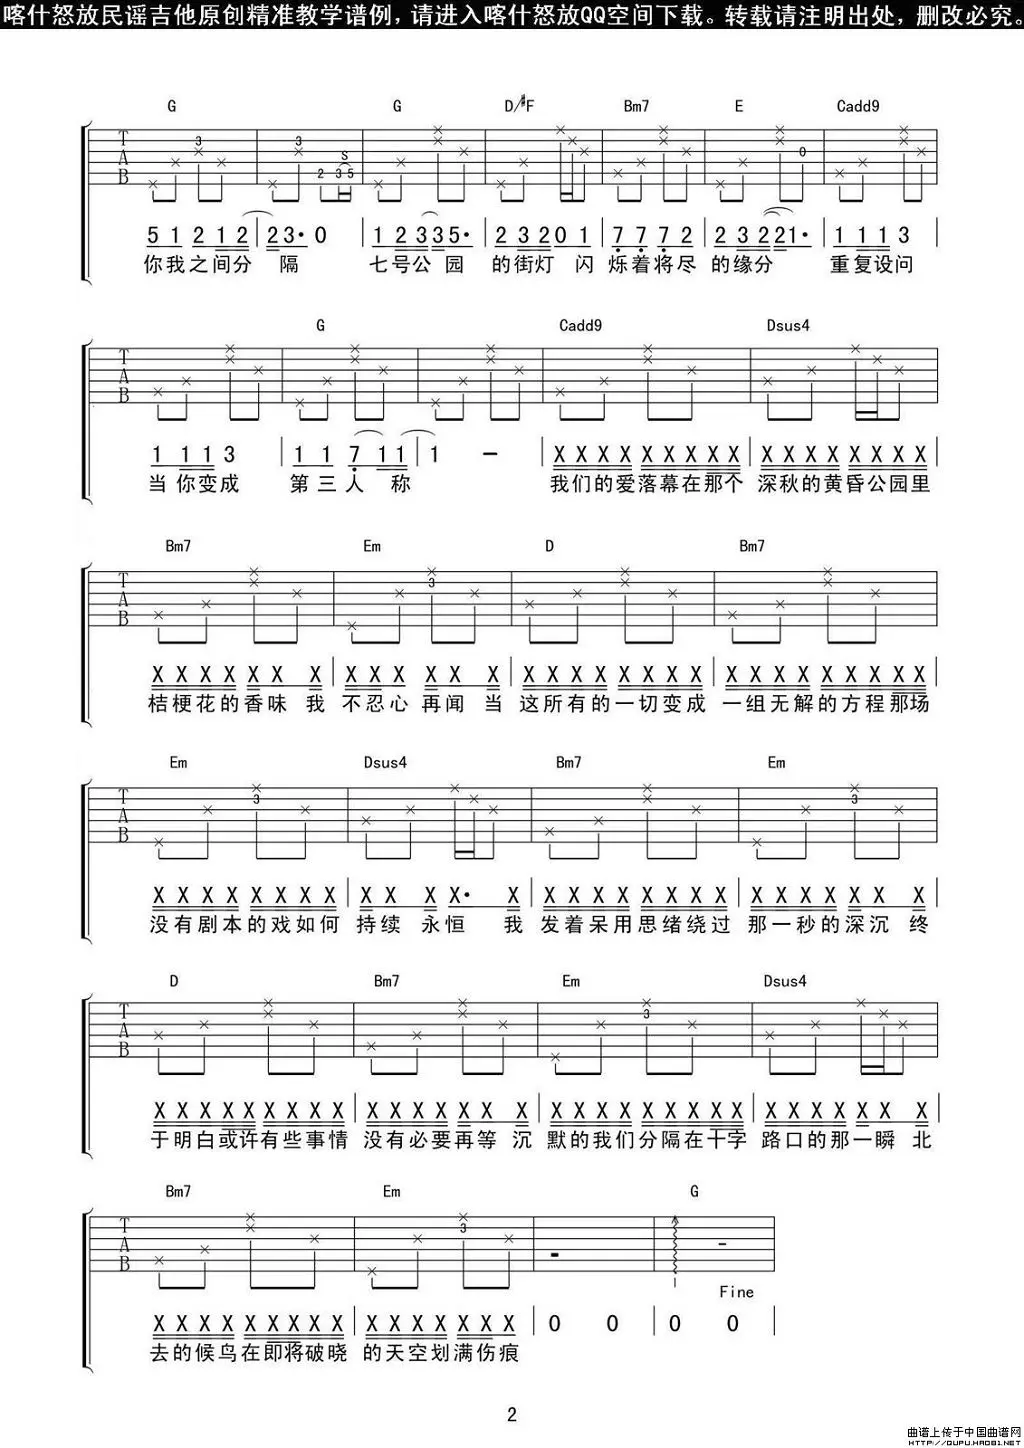 喀什怒放民谣吉他原创精准教学谱例，请进入喀什怒放QQ空间下载。转载请注明出处，删改必究。
G G D/#F Bm7 E Cadd9
T A B 3 3 2 3 5 S 0
5 1 2 1 2 | 2 3· 0 | 1 2 3 3 5· | 2 3 2 0 1 | 7 7 7 2 | 2 3 2 2 1· | 1 1 1 3 |
你我之间分 隔 七号公园 的街灯 闪 烁着将尽 的缘分 重复设问
G Cadd9 Dsus4
T A B
1 1 1 3 | 1 1 7 1 1 | 1 - | X X X X X X X X | X X X X X X X X |
当你变成 第三人 称 我们的爱落幕在那个 深秋的黄昏公园里
Bm7 Em D Bm7
T A B 3
X X X X X X X | X X X X X X | X X X X X X X X | X X X X X X X X X |
桔梗花的香味 我 不忍心再闻 当 这所有的一切变成 一组无解的方程那场
Em Dsus4 Bm7 Em
T A B 3 3
X X X X X X X X | X X X X· X | X X X X X X X X | X X X X X X X |
没有剧本的戏如何 持续 永恒 我 发着呆用思绪绕过 那一秒的深沉 终
D Bm7 Em Dsus4
T A B 3
X X X X X X X X X | X X X X X X X | X X X X X X X X X | X X X X X X X |
于明白或许有些事情 没有必要再等 沉 默的我们分隔在十字 路口的那一瞬 北
Bm7 Em G
T A B 3
Fine
X X X X X X X X X | X X X X X X X | 0 0 | 0 0 |
去的候鸟在即将破晓 的天空划满伤痕
2
曲谱上传于中国曲谱网
HTTP://QUPU.HAO81.NET